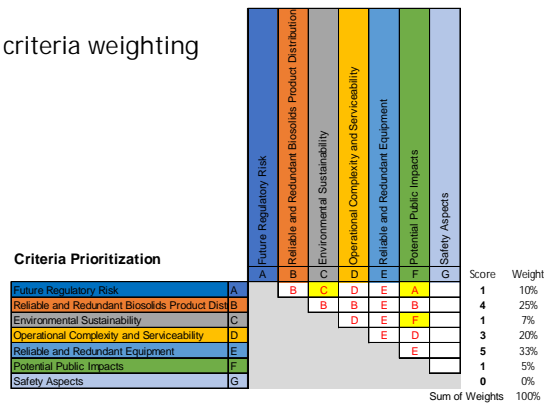 criteria weighting
Future Regulatory Risk
Reliable and Redundant Biosolids Product Distribution
Environmental Sustainability
Operational Complexity and Serviceability
Reliable and Redundant Equipment
Potential Public Impacts
Safety Aspects
Criteria Prioritization
A B C D E F G Score Weight
Future Regulatory Risk A B C D E A 1 10%
Reliable and Redundant Biosolids Product Dist B B B E B 4 25%
Environmental Sustainability C D E F 1 7%
Operational Complexity and Serviceability D E D 3 20%
Reliable and Redundant Equipment E E 5 33%
Potential Public Impacts F 1 5%
Safety Aspects G 0 0%
Sum of Weights 100%